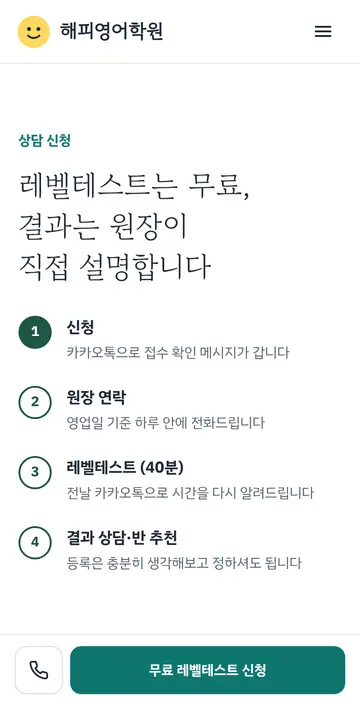 해피영어학원
상담 신청
레벨테스트는 무료,
결과는 원장이
직접 설명합니다
1
신청
카카오톡으로 접수 확인 메시지가 갑니다
2
원장 연락
영업일 기준 하루 안에 전화드립니다
3
레벨테스트 (40분)
전날 카카오톡으로 시간을 다시 알려드립니다
4
결과 상담·반 추천
등록은 충분히 생각해보고 정하셔도 됩니다
무료 레벨테스트 신청